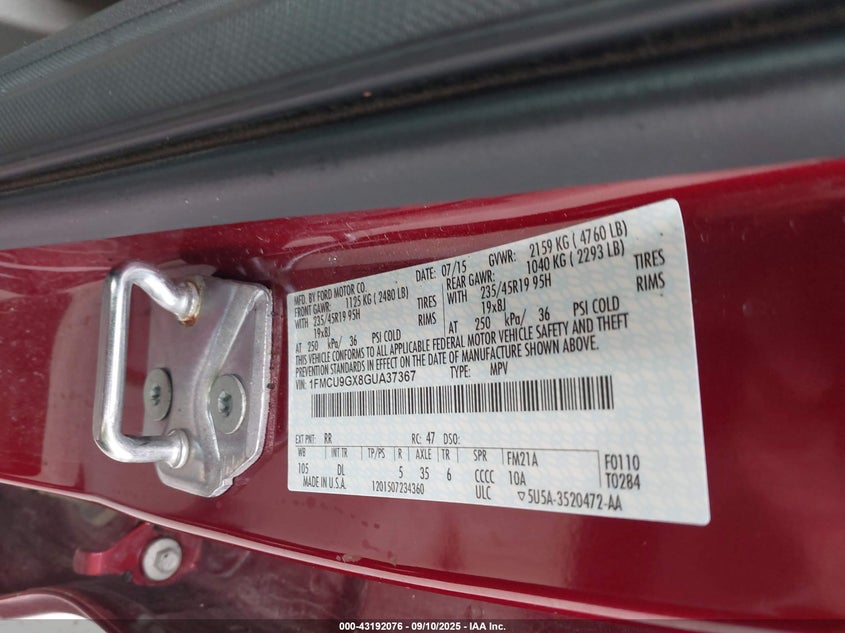 MFD. BY FORD MOTOR CO.
DATE: 07/15 GVWR: 2159 KG ( 4760 LB)
FRONT GAWR: 1125 KG ( 2480 LB) REAR GAWR: 1040 KG ( 2293 LB)
WITH 235/45R19 95H TIRES WITH 235/45R19 95H TIRES
19x8J RIMS 19x8J RIMS
AT 250 kPa/ 36 PSI COLD AT 250 kPa/ 36 PSI COLD
THIS VEHICLE CONFORMS TO ALL APPLICABLE FEDERAL MOTOR VEHICLE SAFETY AND THEFT
PREVENTION STANDARDS IN EFFECT ON THE DATE OF MANUFACTURE SHOWN ABOVE.
VIN: 1FMCU9GX8GUA37367 TYPE: MPV
EXT PNT: RR RC: 47 DSO:
WB INT TR TP/PS R AXLE TR SPR FM21A F0110
105 DL 5 35 6 CCCC 10A T0284
MADE IN U.S.A. 1201507234360 ULC ▽5U5A-3520472-AA
000-43192076 - 09/10/2025 - IAA Inc.